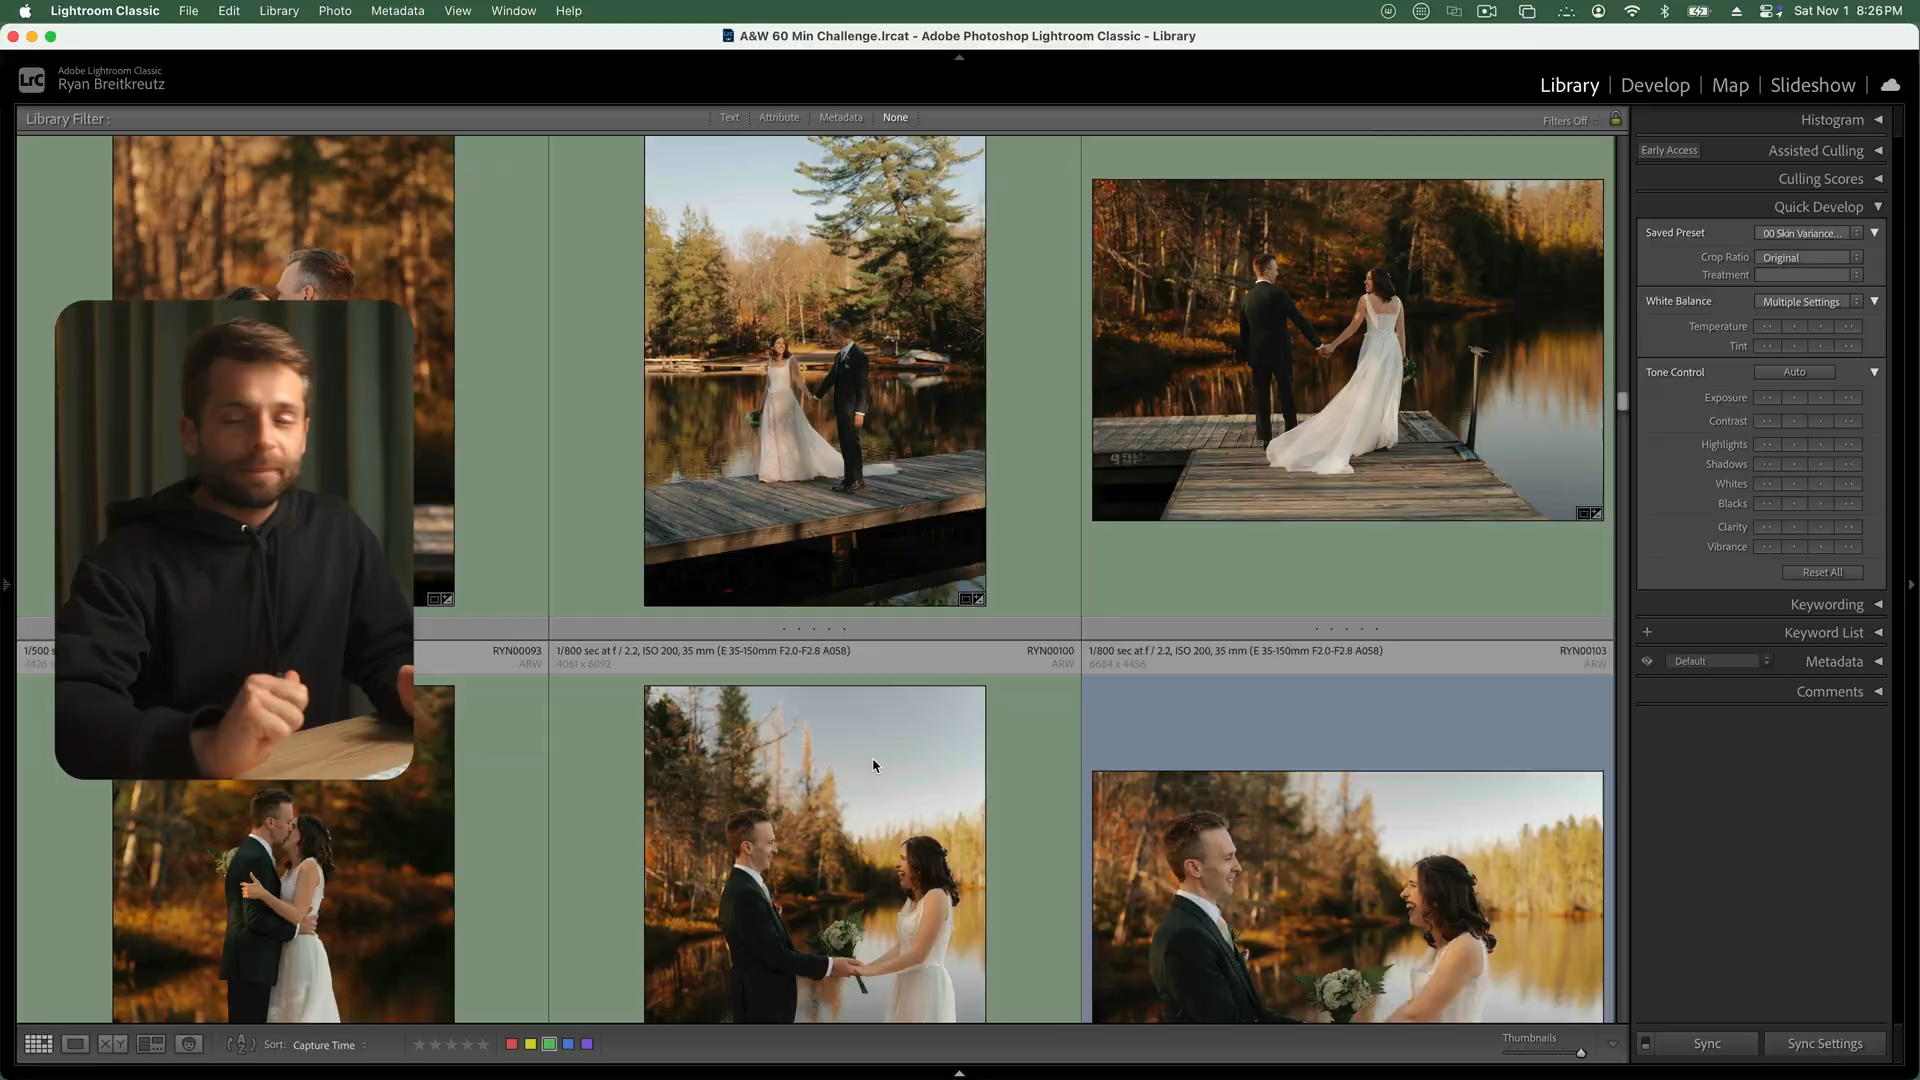 Lightroom Classic File Edit Library Photo Metadata View Window Help Sat Nov 1 8:26 PM
A&W 60 Min Challenge.lrcat - Adobe Photoshop Lightroom Classic - Library
LrC
Adobe Lightroom Classic
Ryan Breitkreutz
Library | Develop | Map | Slideshow |
Library Filter :
Text Attribute Metadata None
Filters Off
Histogram
Early Access Assisted Culling
Culling Scores
Quick Develop
Saved Preset 00 Skin Variance...
Crop Ratio Original
Treatment
White Balance Multiple Settings
Temperature
Tint
Tone Control Auto
Exposure
Contrast
Highlights
Shadows
Whites
Blacks
Clarity
Vibrance
Reset All
Keywording
+ Keyword List
Default Metadata
Comments
1/500 s RYN00093
4426 ARW
1/800 sec at f / 2.2, ISO 200, 35 mm (E 35-150mm F2.0-F2.8 A058) RYN00100
4061 x 6092 ARW
1/800 sec at f / 2.2, ISO 200, 35 mm (E 35-150mm F2.0-F2.8 A058) RYN00103
6684 x 4456 ARW
Sort: Capture Time
Thumbnails
Sync Sync Settings